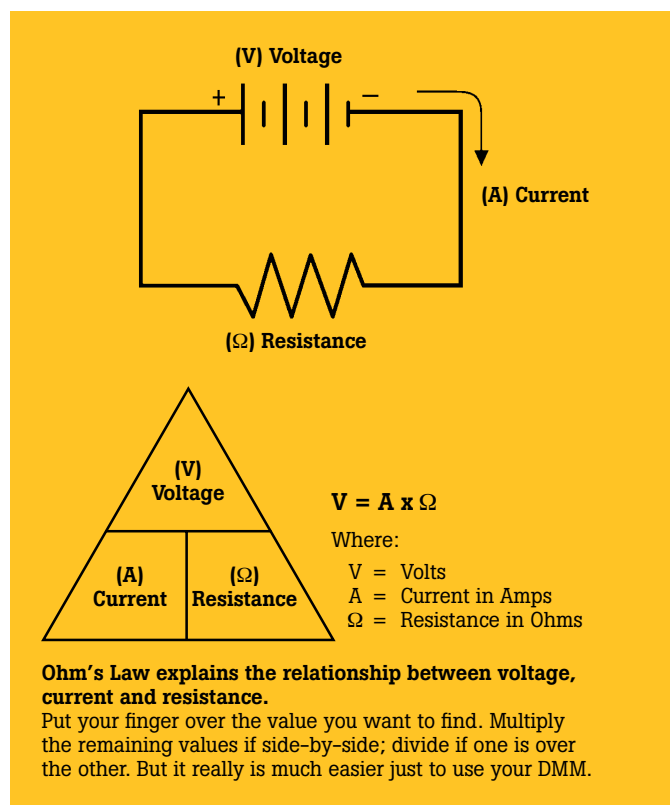 (V) Voltage
+ –
(A) Current
(Ω) Resistance
(V)
Voltage
(A)
Current
(Ω)
Resistance
V = A x Ω
Where:
V = Volts
A = Current in Amps
Ω = Resistance in Ohms
Ohm's Law explains the relationship between voltage,
current and resistance.
Put your finger over the value you want to find. Multiply
the remaining values if side–by–side; divide if one is over
the other. But it really is much easier just to use your DMM.